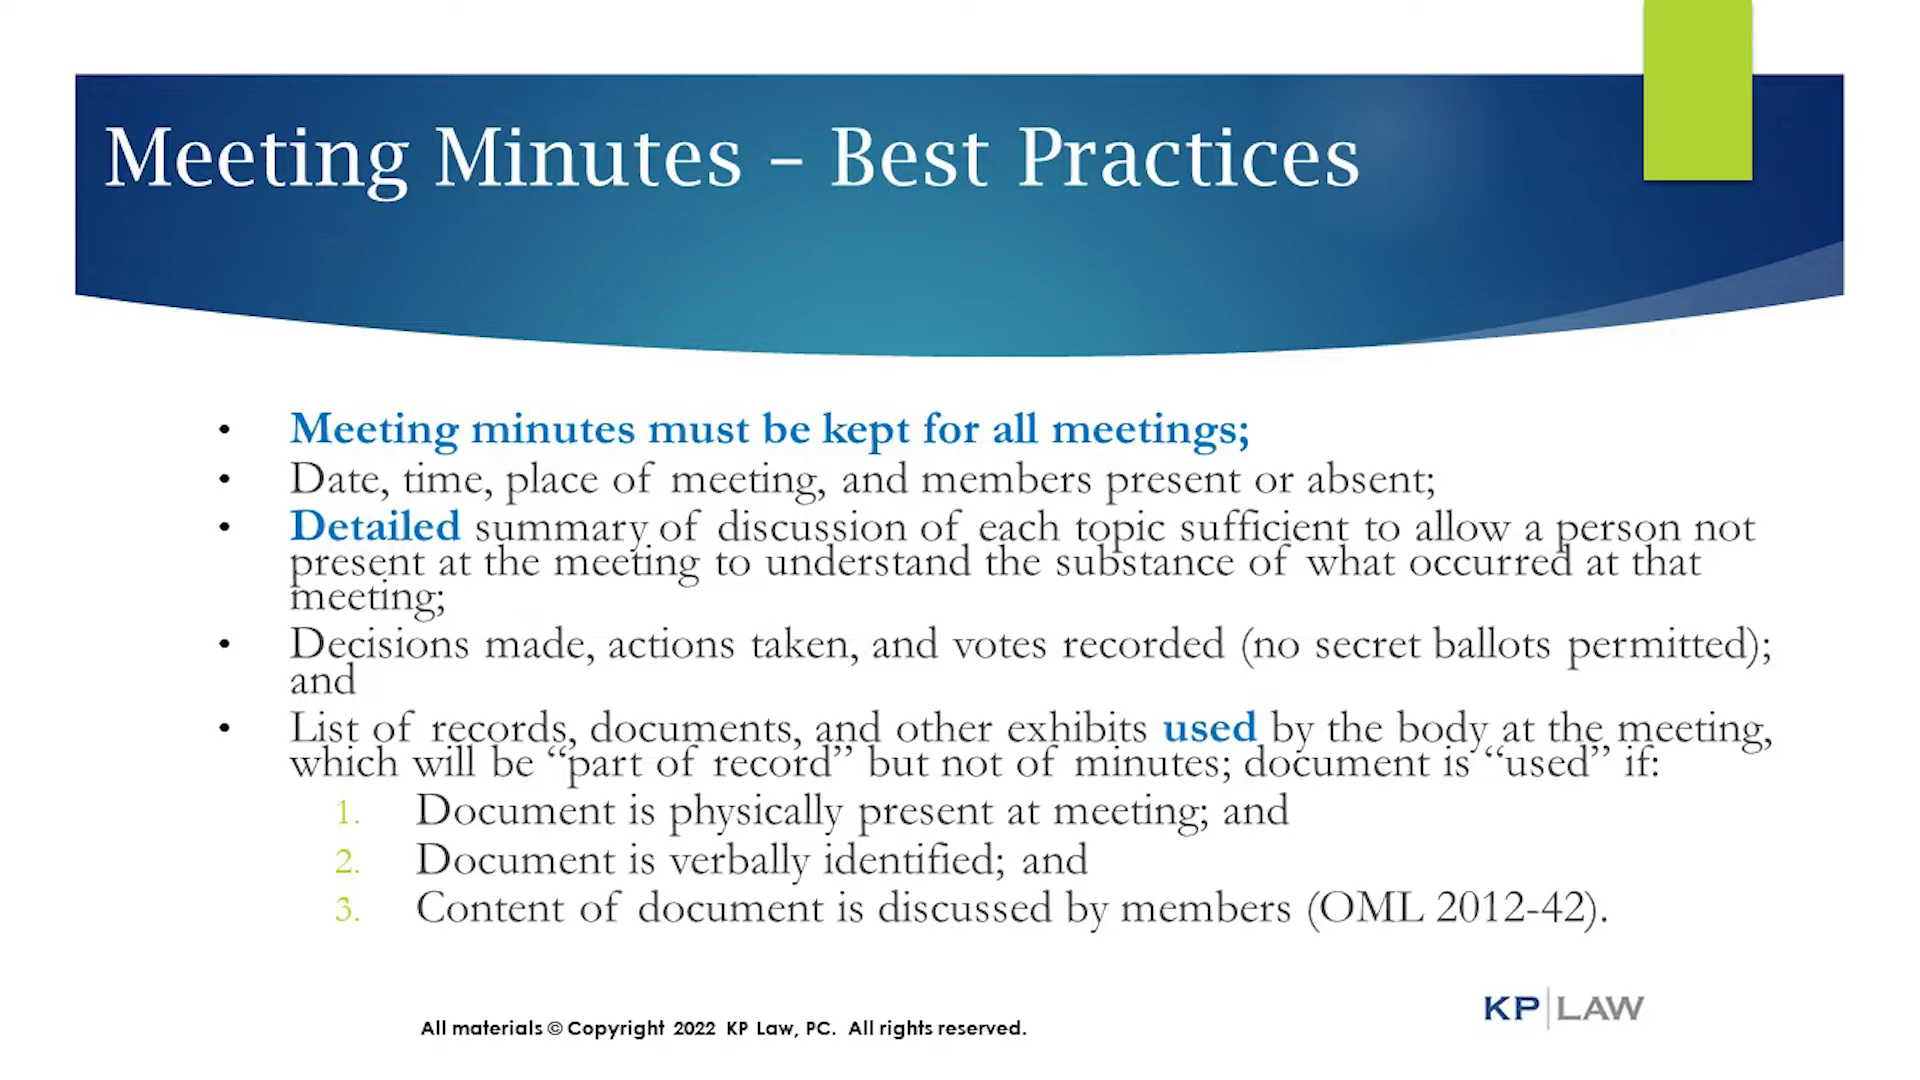 Meeting Minutes – Best Practices
• Meeting minutes must be kept for all meetings;
• Date, time, place of meeting, and members present or absent;
• Detailed summary of discussion of each topic sufficient to allow a person not
present at the meeting to understand the substance of what occurred at that
meeting;
• Decisions made, actions taken, and votes recorded (no secret ballots permitted);
and
• List of records, documents, and other exhibits used by the body at the meeting,
which will be “part of record” but not of minutes; document is “used” if:
1. Document is physically present at meeting; and
2. Document is verbally identified; and
3. Content of document is discussed by members (OML 2012-42).
KP|LAW
All materials © Copyright 2022 KP Law, PC. All rights reserved.